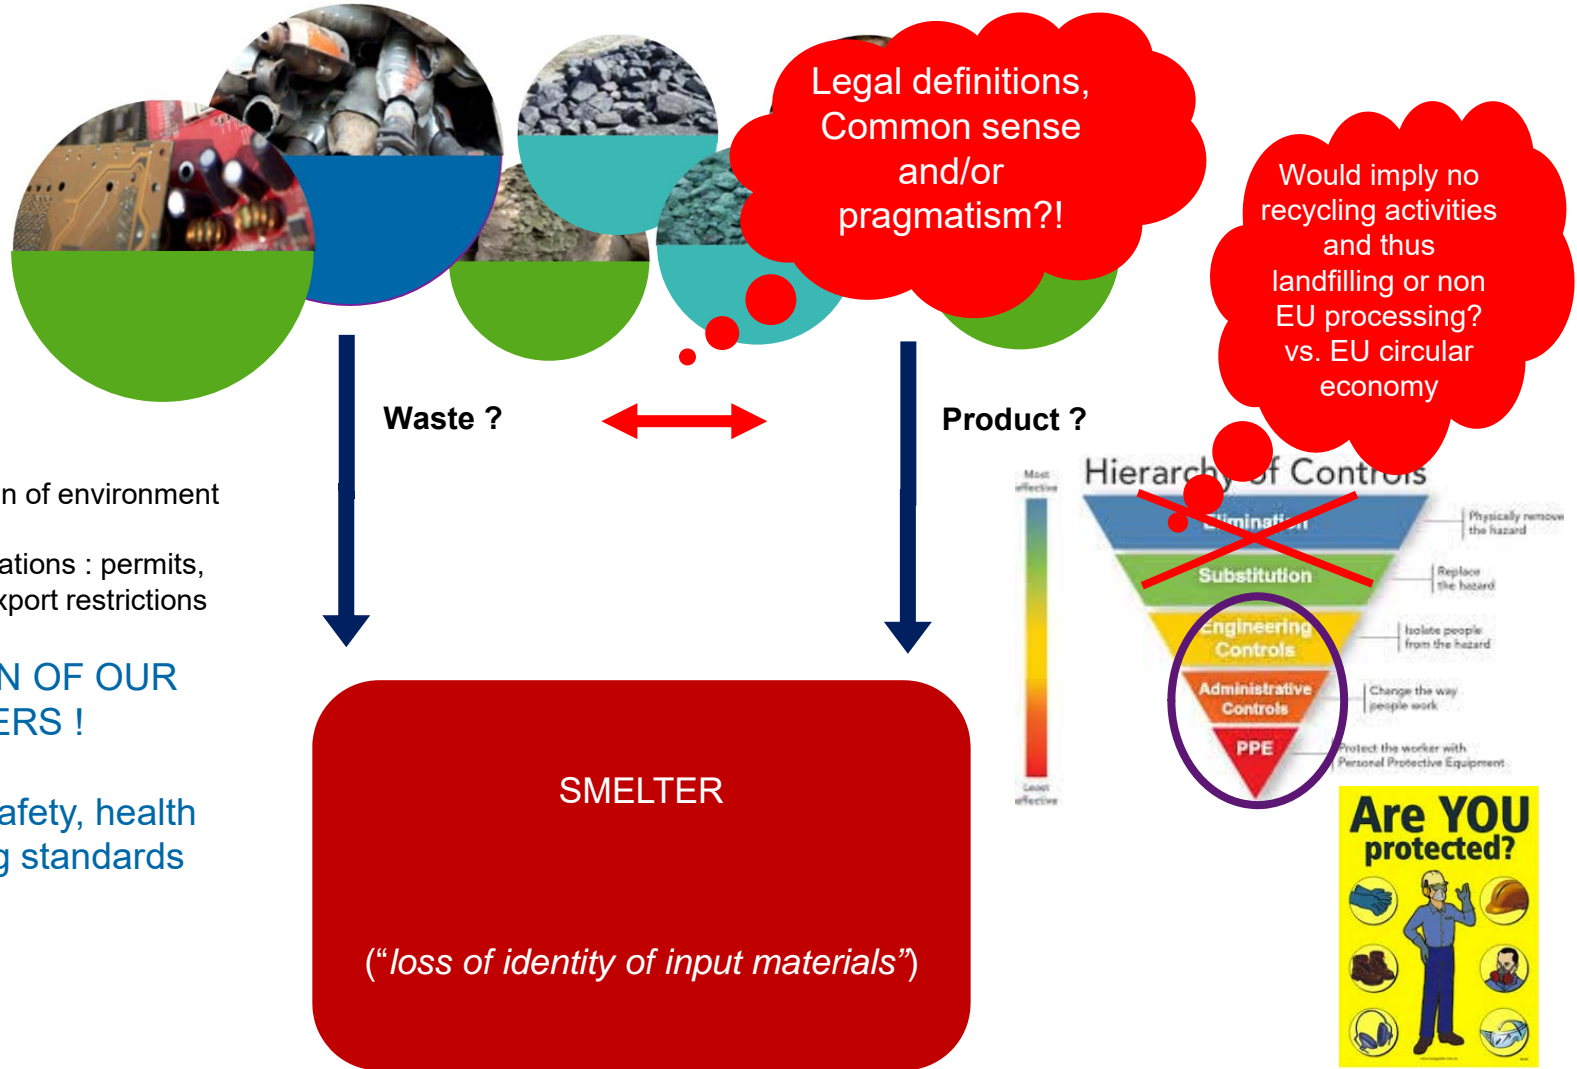 Legal definitions,
Common sense
and/or
pragmatism?!
Would imply no
recycling activities
and thus
landfilling or non
EU processing?
vs. EU circular
economy
Waste ?
Product ?
n of environment
ations : permits,
xport restrictions
N OF OUR
ERS !
afety, health
g standards
SMELTER
(“loss of identity of input materials”)
Hierarchy of Controls
Most
effective
Elimination
Physically remove
the hazard
Substitution
Replace
the hazard
Engineering
Controls
Isolate people
from the hazard
Administrative
Controls
Change the way
people work
PPE
Protect the worker with
Personal Protective Equipment
Least
effective
Are YOU
protected?